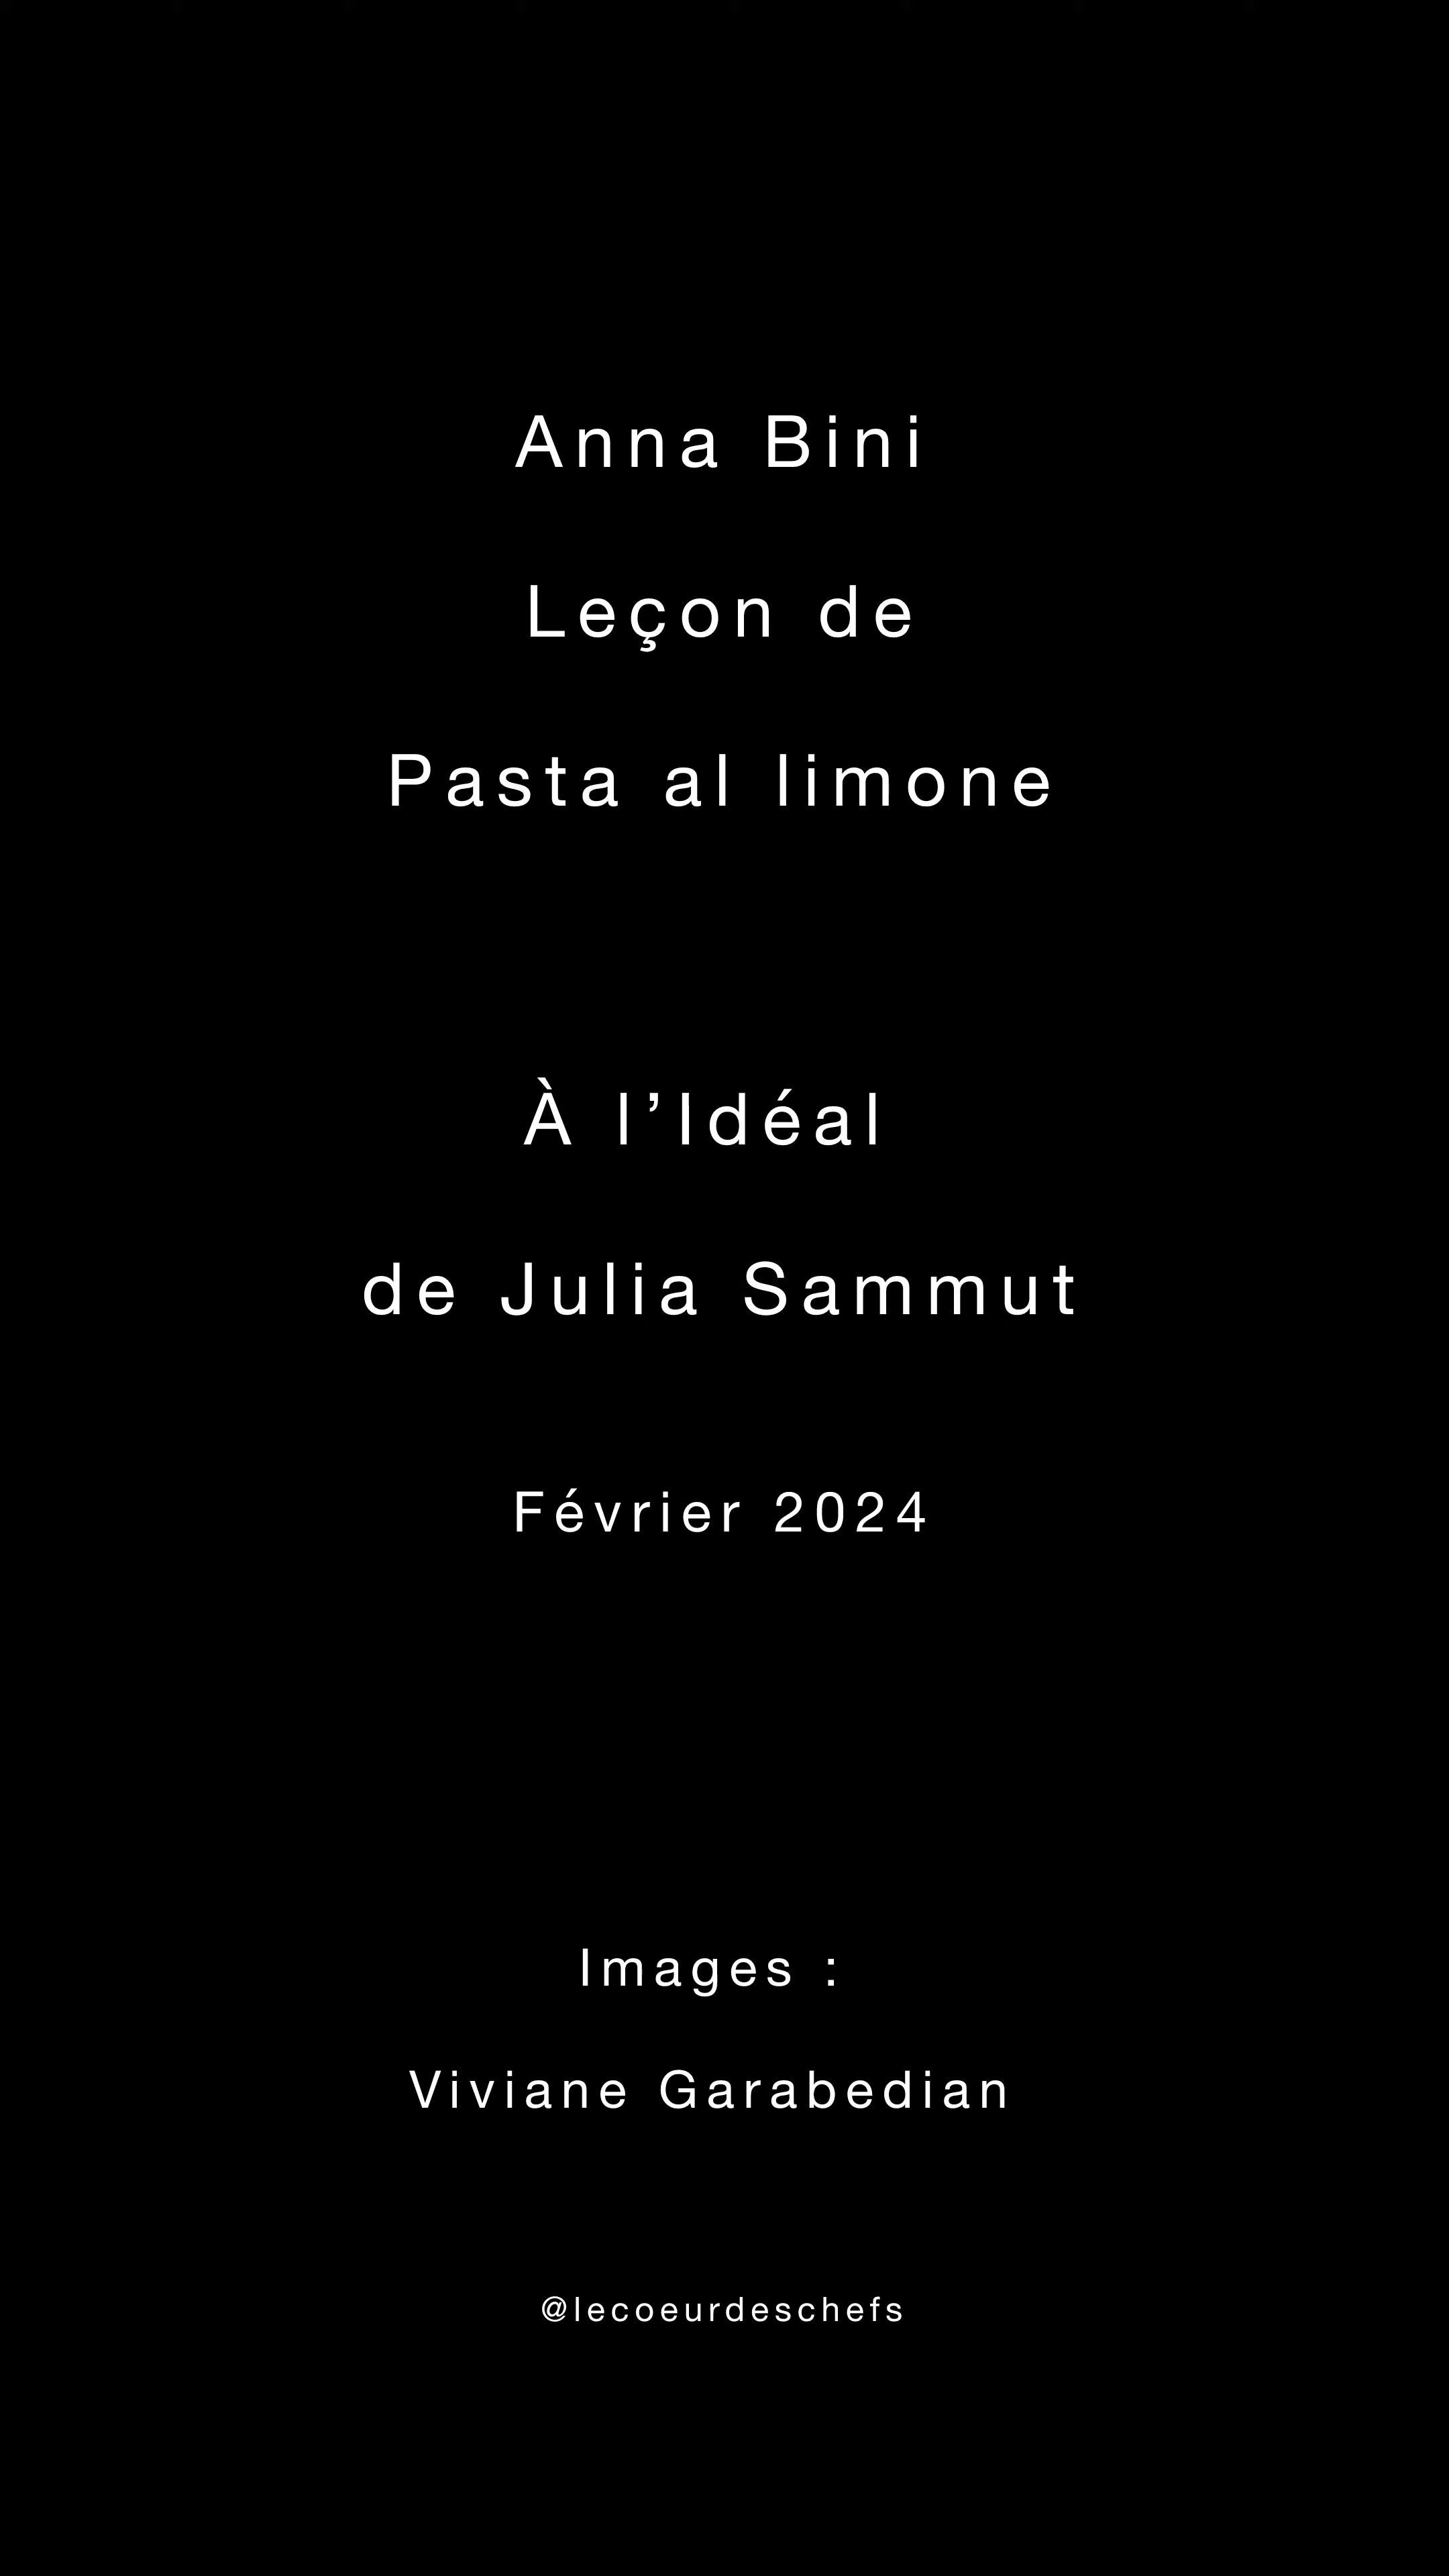 Anna Bini
Leçon de
Pasta al limone
À l’Idéal
de Julia Sammut
Février 2024
Images :
Viviane Garabedian
@lecoeurdeschefs